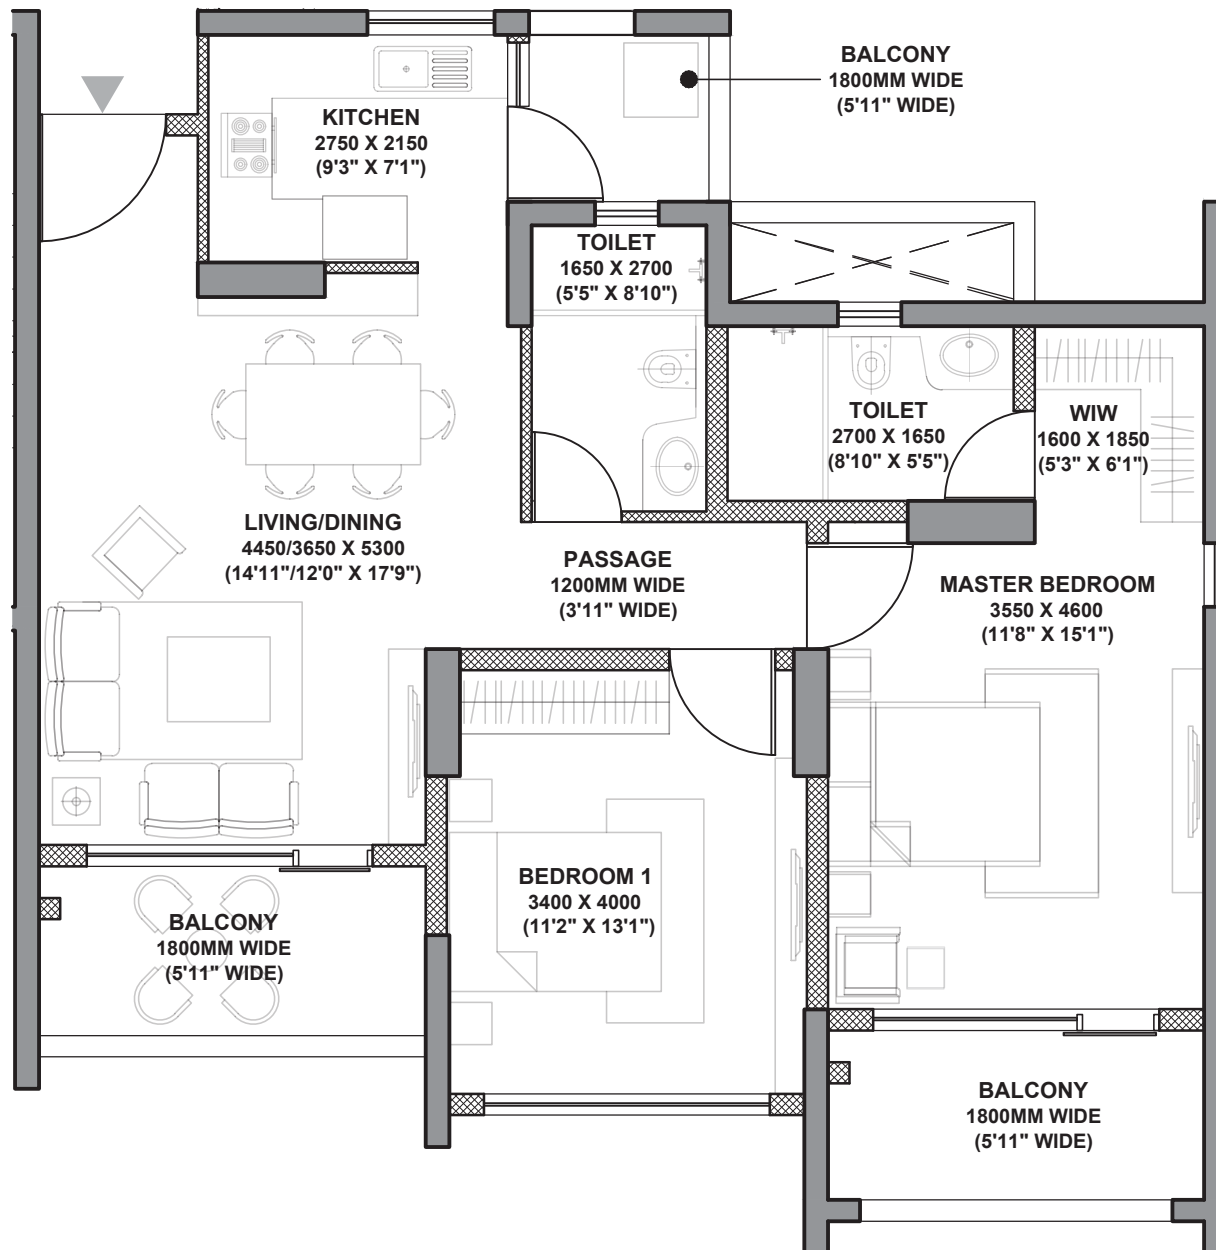 BALCONY
1800MM WIDE
(5'11" WIDE)
KITCHEN
2750 X 2150
(9'3" X 7'1")
TOILET
1650 X 2700
(5'5" X 8'10")
TOILET
2700 X 1650
(8'10" X 5'5")
WIW
1600 X 1850
(5'3" X 6'1")
LIVING/DINING
4450/3650 X 5300
(14'11"/12'0" X 17'9")
PASSAGE
1200MM WIDE
(3'11" WIDE)
MASTER BEDROOM
3550 X 4600
(11'8" X 15'1")
BEDROOM 1
3400 X 4000
(11'2" X 13'1")
BALCONY
1800MM WIDE
(5'11" WIDE)
BALCONY
1800MM WIDE
(5'11" WIDE)